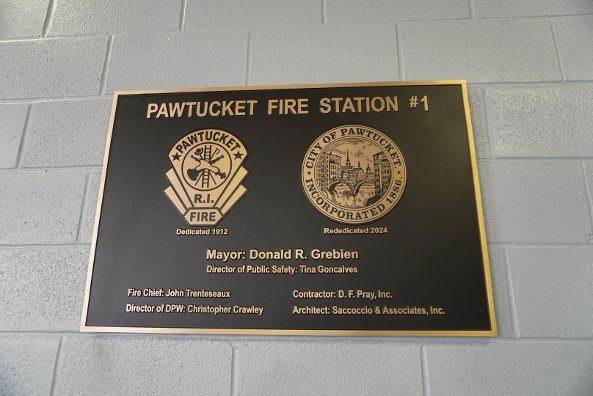 PAWTUCKET FIRE STATION #1
PAWTUCKET
R.I.
FIRE
CITY OF PAWTUCKET
INCORPORATED 1886.
Dedicated 1912
Rededicated 2024
Mayor: Donald R. Grebien
Director of Public Safety: Tina Goncalves
Fire Chief: John Trenteseaux
Contractor: D. F. Pray, Inc.
Director of DPW: Christopher Crawley
Architect: Saccoccio & Associates, Inc.